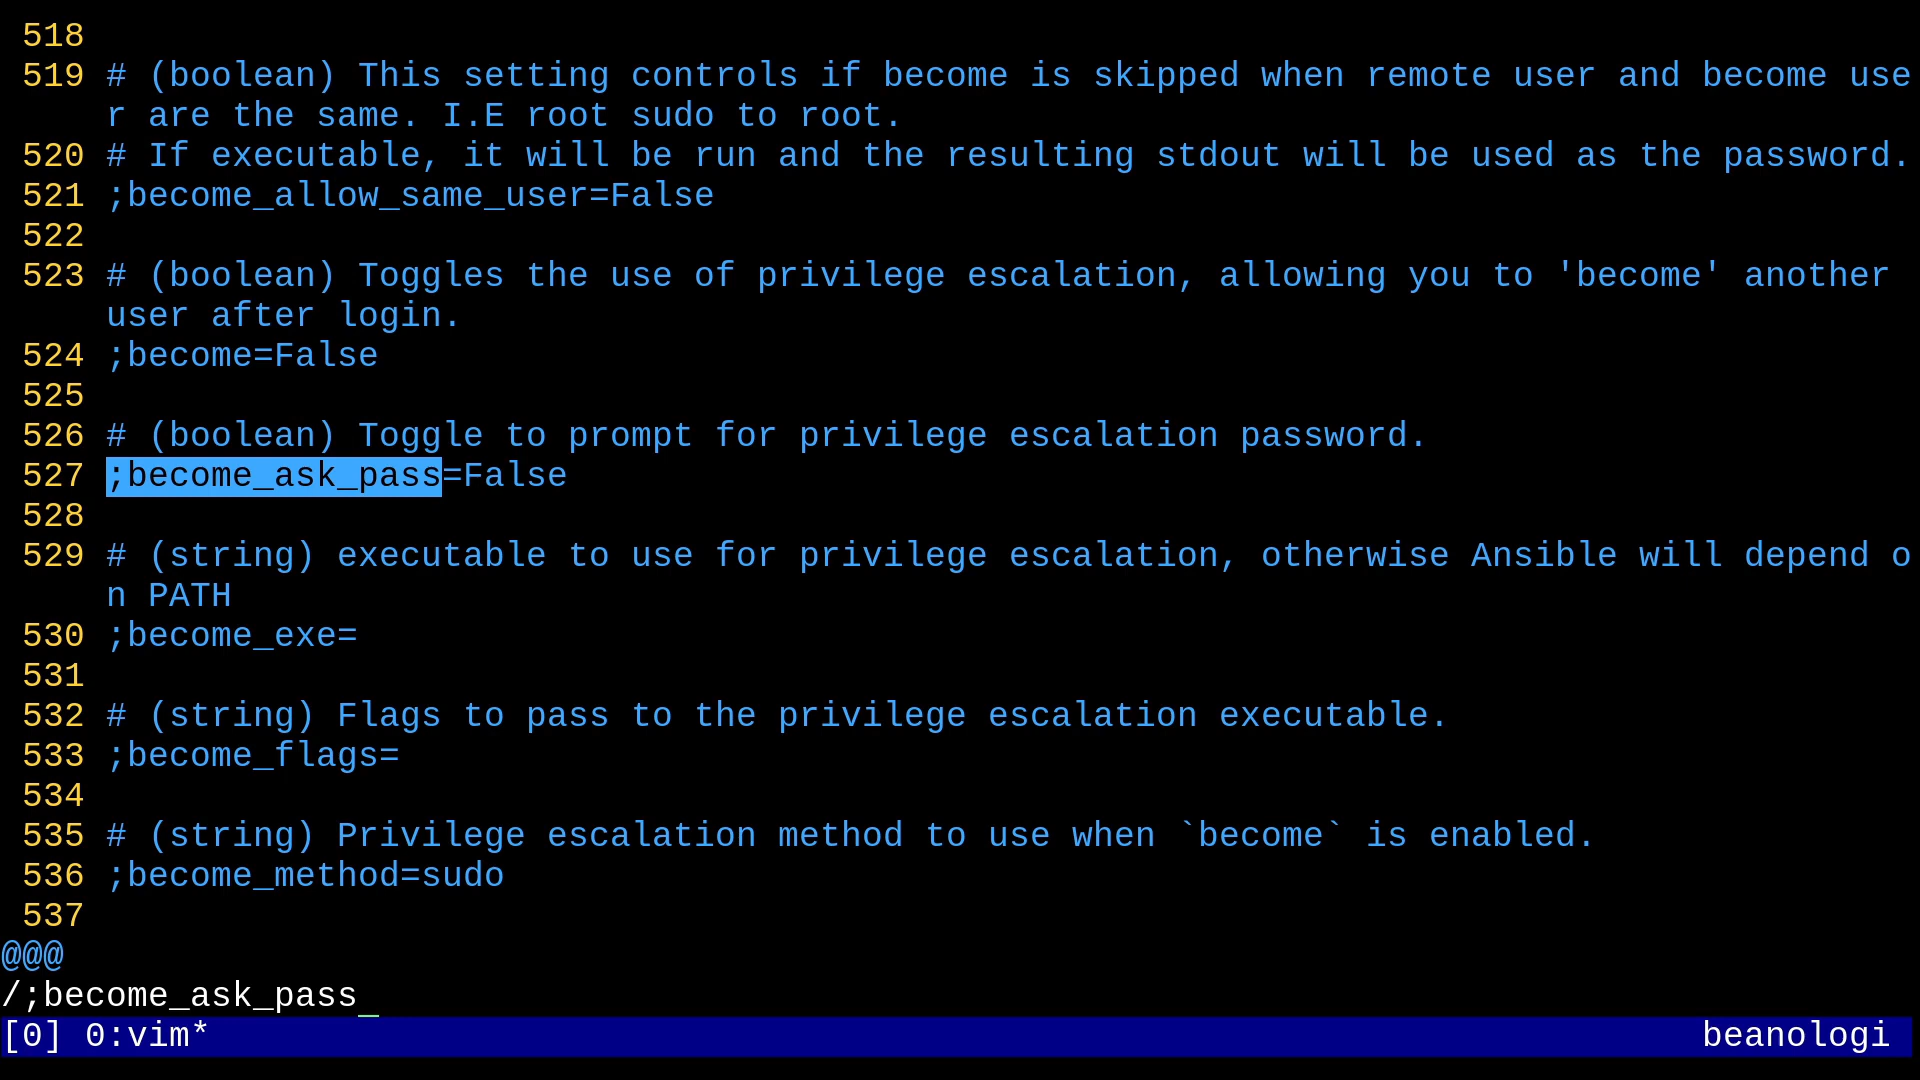 518
519 # (boolean) This setting controls if become is skipped when remote user and become use
r are the same. I.E root sudo to root.
520 # If executable, it will be run and the resulting stdout will be used as the password.
521 ;become_allow_same_user=False
522
523 # (boolean) Toggles the use of privilege escalation, allowing you to 'become' another
user after login.
524 ;become=False
525
526 # (boolean) Toggle to prompt for privilege escalation password.
527 ;become_ask_pass=False
528
529 # (string) executable to use for privilege escalation, otherwise Ansible will depend o
n PATH
530 ;become_exe=
531
532 # (string) Flags to pass to the privilege escalation executable.
533 ;become_flags=
534
535 # (string) Privilege escalation method to use when `become` is enabled.
536 ;become_method=sudo
537
@@@
/;become_ask_pass
[0] 0:vim* beanologi